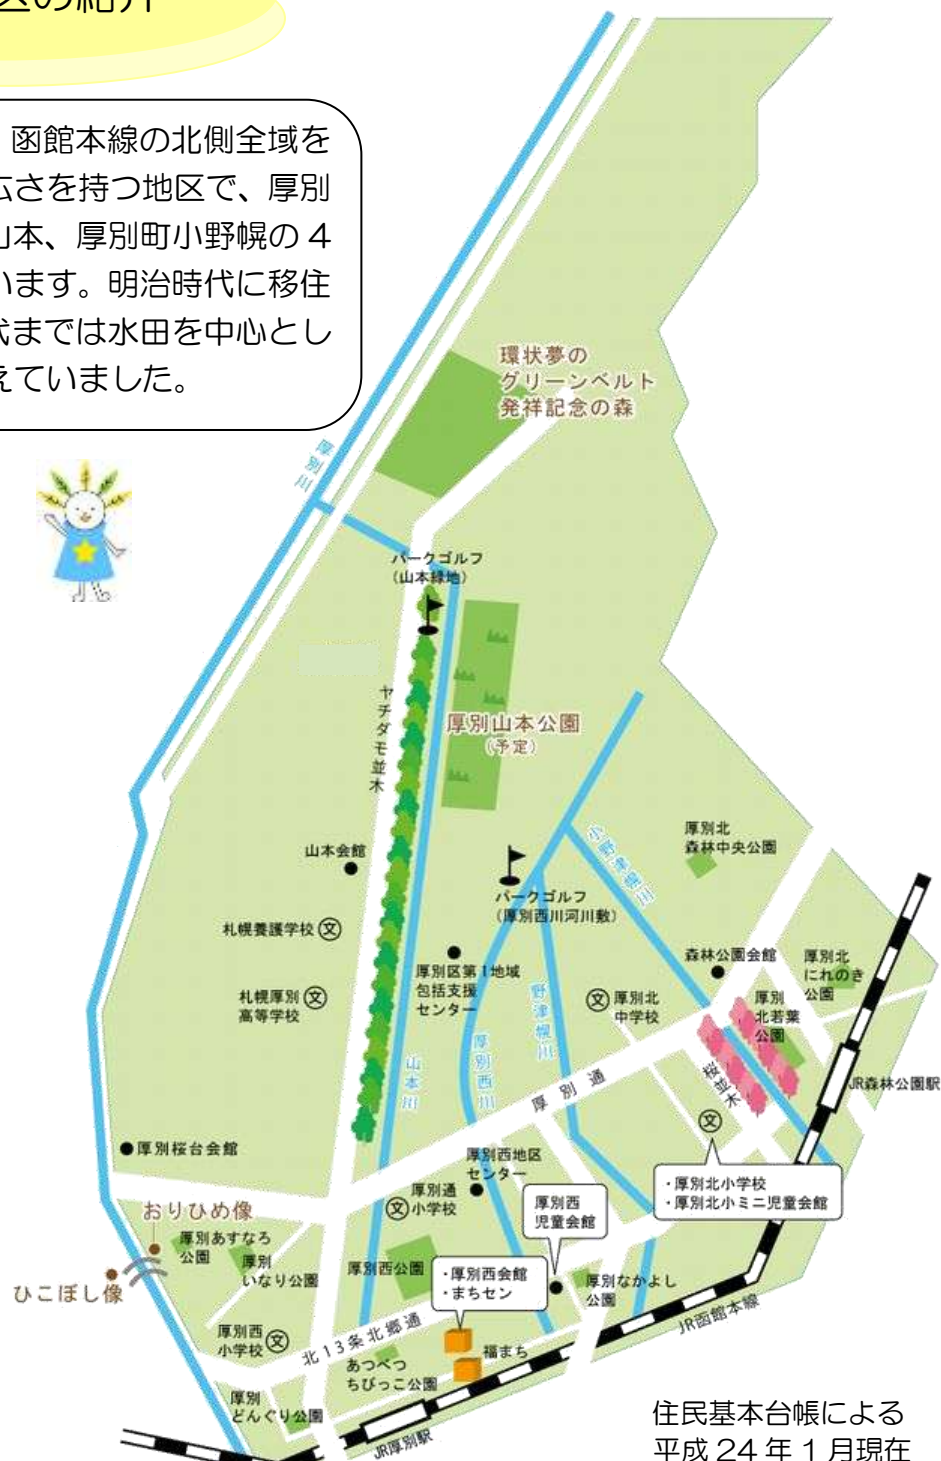 区の紹介
函館本線の北側全域を
広さを持つ地区で、厚別
山本、厚別町小野幌の4
います。明治時代に移住
代までは水田を中心とし
えていました。
環状夢の
グリーンベルト
発祥記念の森
厚別川
パークゴルフ
(山本緑地)
ヤチダモ並木
厚別山本公園
(予定)
小野津幌川
厚別北
森林中央公園
山本会館
パークゴルフ
(厚別西川河川敷)
札幌養護学校 文
厚別区第1地域
包括支援
センター
森林公園会館
厚別北
にれのき
公園
札幌厚別
高等学校
文
野津幌川
文
厚別北
中学校
厚別
北若葉
公園
山本川
厚別西川
厚別通
桜並木
JR森林公園駅
文
厚別桜台会館
厚別西地区
センター
・厚別北小学校
・厚別北小ミニ児童会館
おりひめ像
厚別通
小学校
文
厚別西
児童会館
厚別あすなろ
公園
厚別
いなり公園
厚別西公園
・厚別西会館
・まちセン
厚別なかよし
公園
ひこぼし像
JR函館本線
厚別西
小学校
文
北13条北郷通
福まち
あつべつ
ちびっこ公園
厚別
どんぐり公園
JR厚別駅
住民基本台帳による
平成24年1月現在